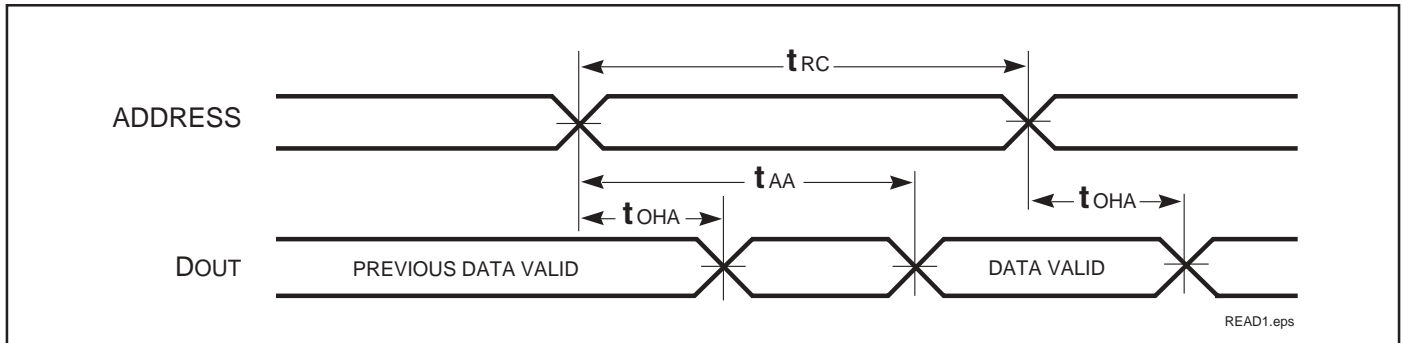 tRC
ADDRESS
tAA
tOHA
tOHA
DOUT
PREVIOUS DATA VALID
DATA VALID
READ1.eps